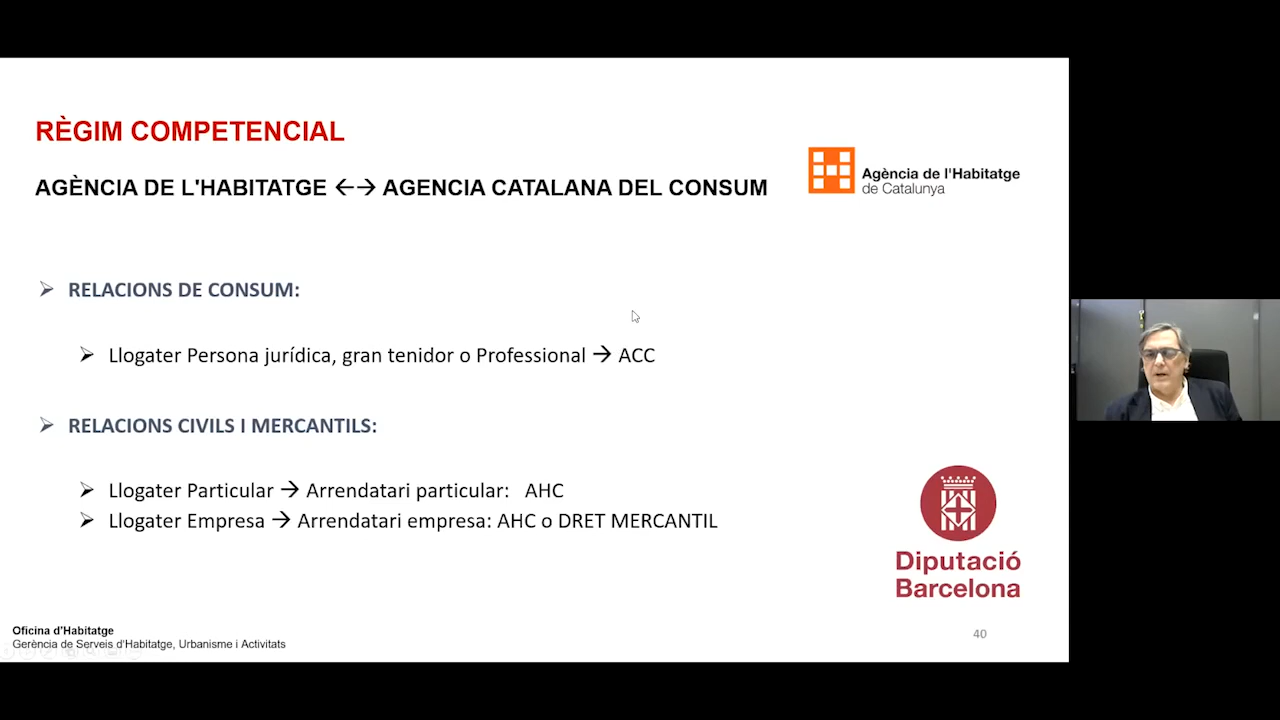 RÈGIM COMPETENCIAL
AGÈNCIA DE L'HABITATGE ←→ AGENCIA CATALANA DEL CONSUM
Agència de l'Habitatge
de Catalunya
➢ RELACIONS DE CONSUM:
➢ Llogater Persona jurídica, gran tenidor o Professional → ACC
➢ RELACIONS CIVILS I MERCANTILS:
➢ Llogater Particular → Arrendatari particular: AHC
➢ Llogater Empresa → Arrendatari empresa: AHC o DRET MERCANTIL
Diputació
Barcelona
Oficina d'Habitatge
Gerència de Serveis d'Habitatge, Urbanisme i Activitats
40